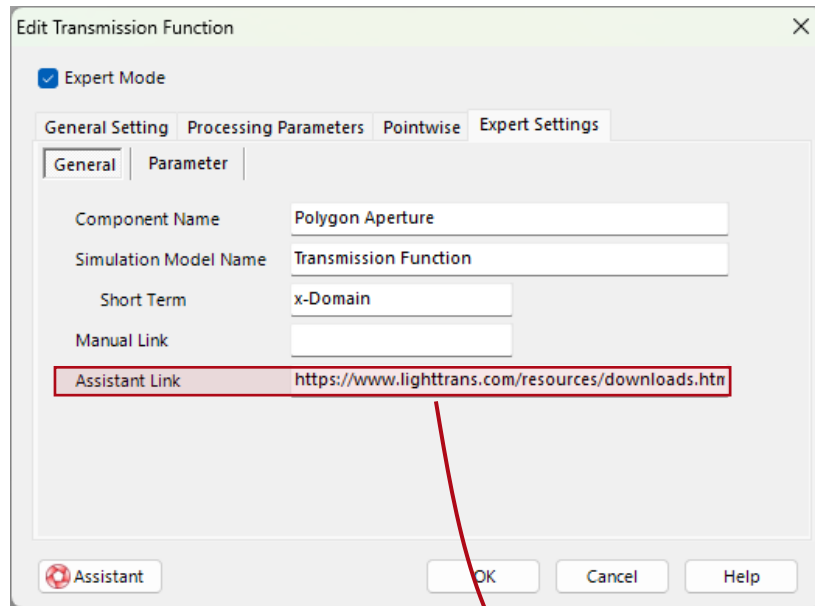 Edit Transmission Function
Expert Mode
General Setting Processing Parameters Pointwise Expert Settings
General Parameter
Component Name Polygon Aperture
Simulation Model Name Transmission Function
Short Term x-Domain
Manual Link
Assistant Link https://www.lighttrans.com/resources/downloads.htm
Assistant OK Cancel Help